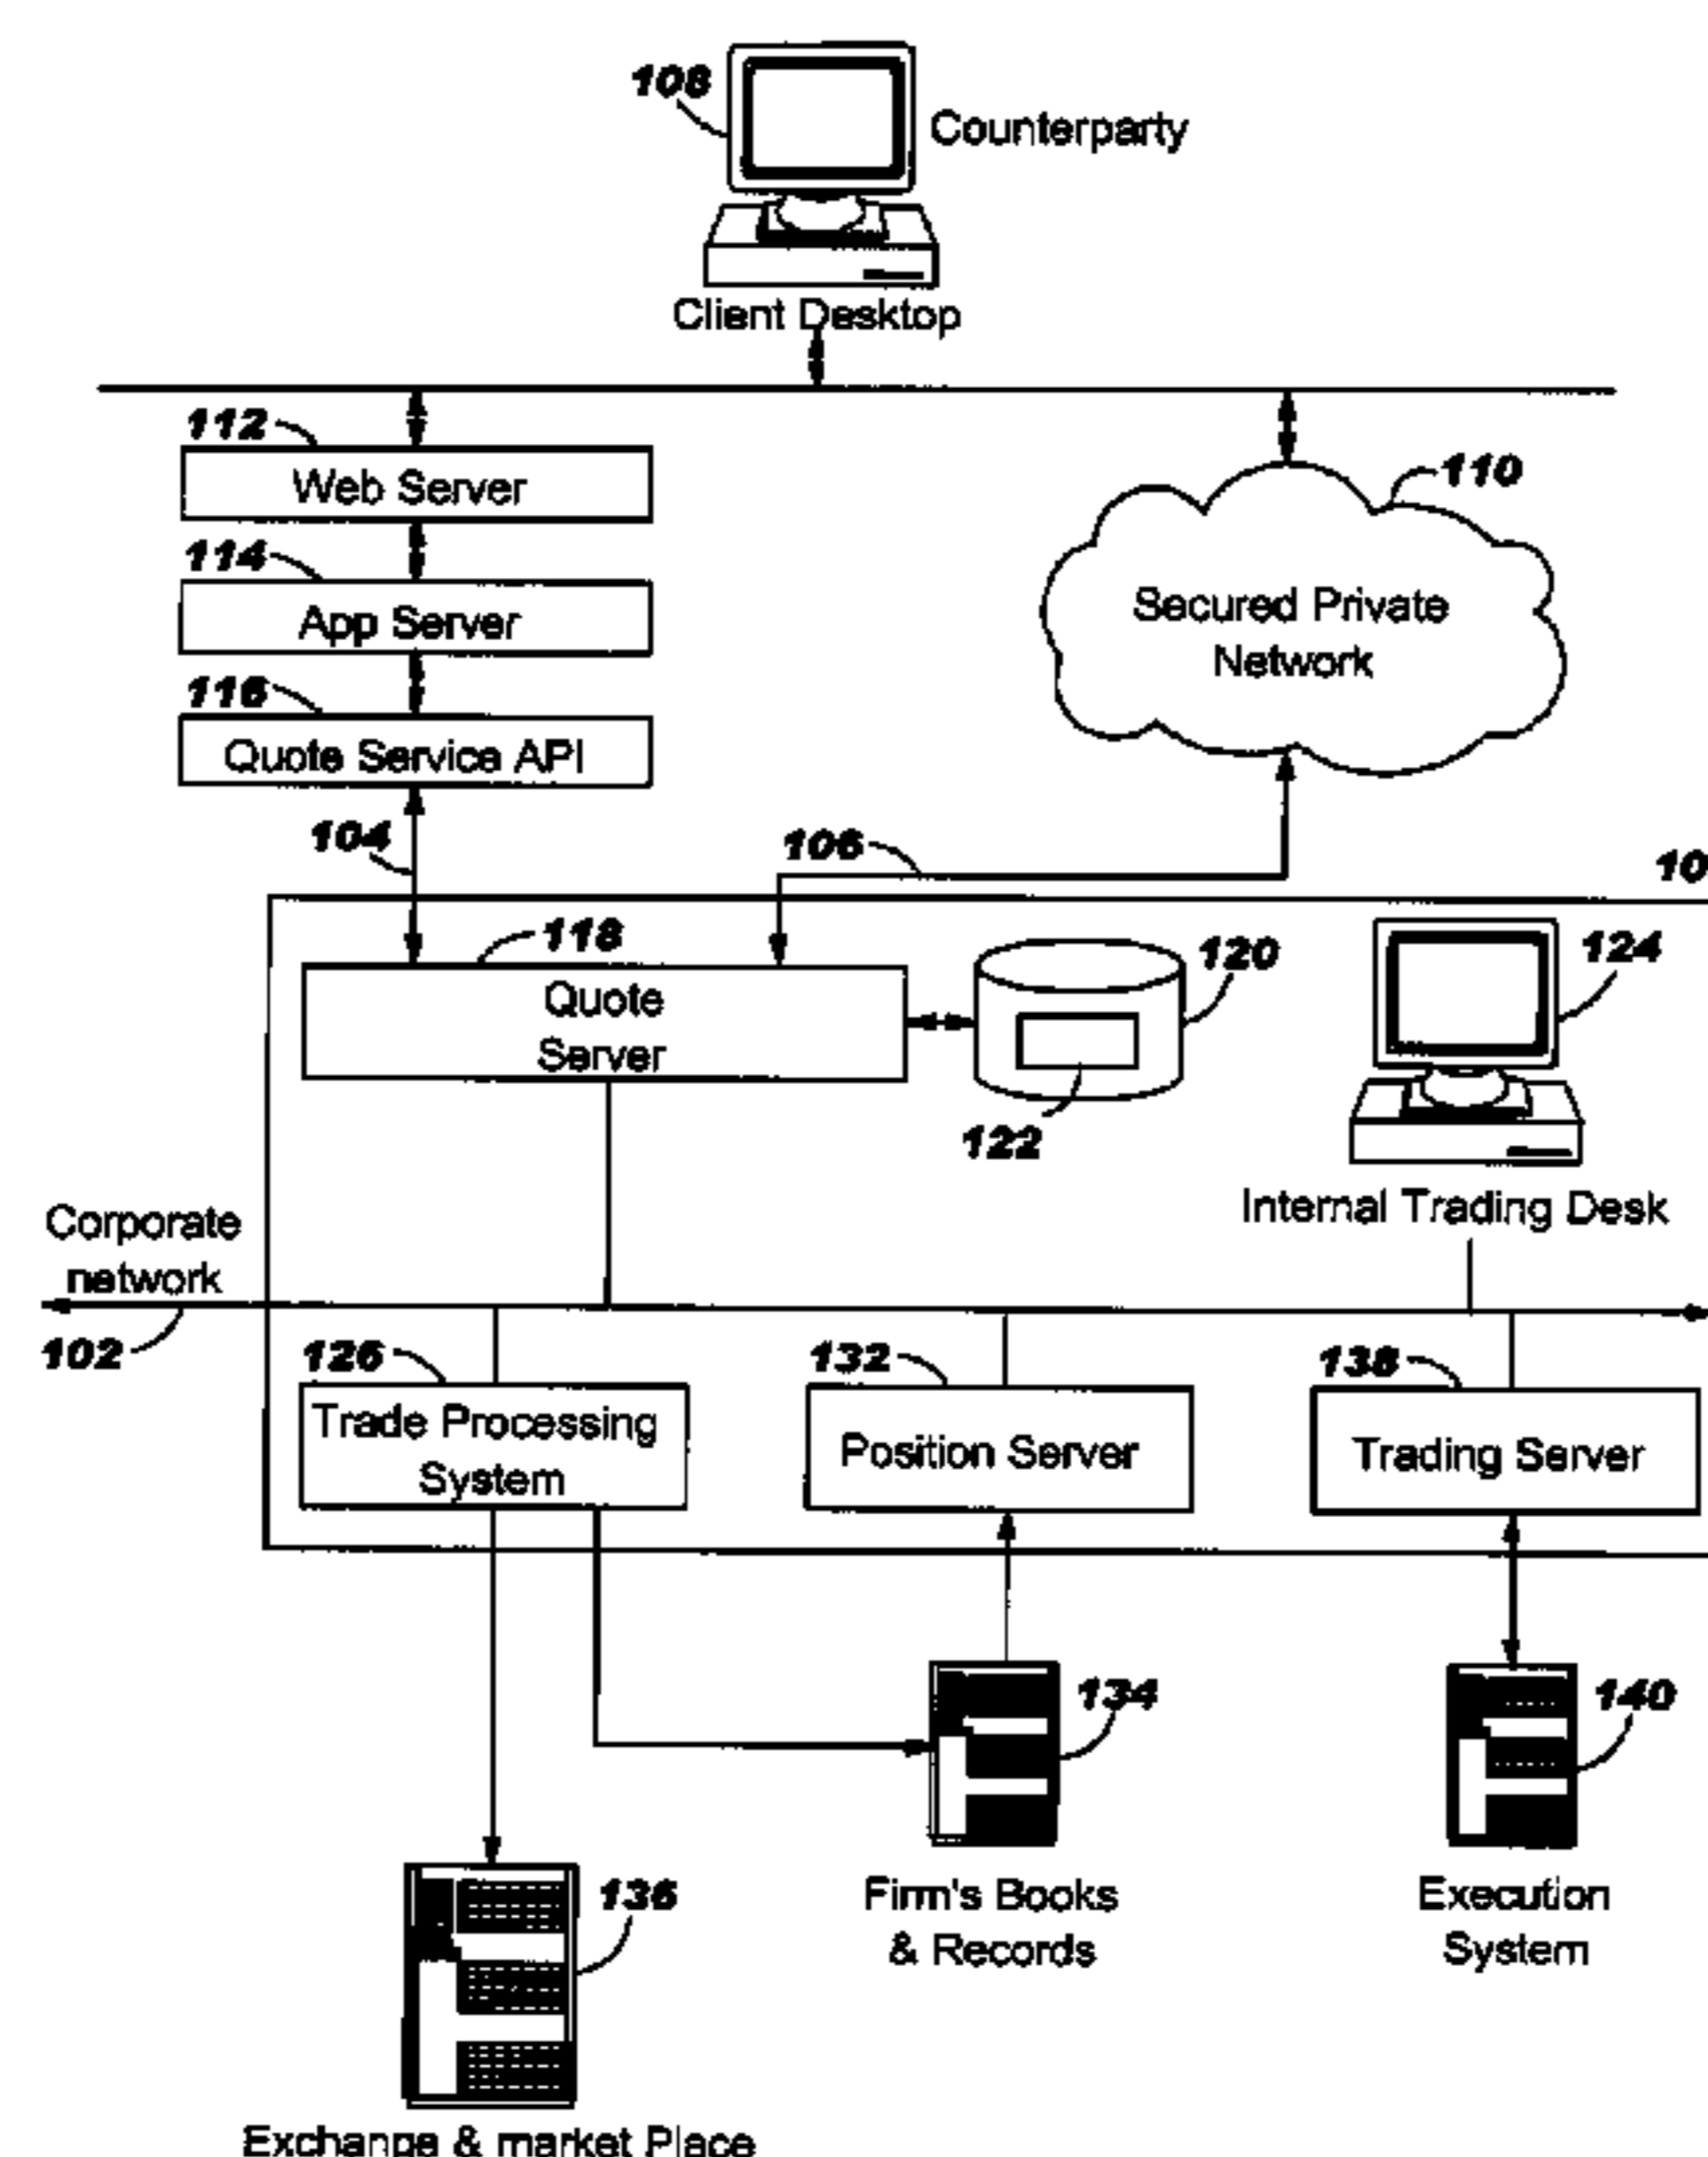 108
Counterparty
Client Desktop
112
Web Server
110
114
App Server
Secured Private
Network
116
Quote Service API
104
106
10
118
Quote
Server
120
124
122
Internal Trading Desk
Corporate
network
102
126
Trade Processing
System
132
Position Server
138
Trading Server
134
140
136
Firm's Books
& Records
Execution
System
Exchange & market Place